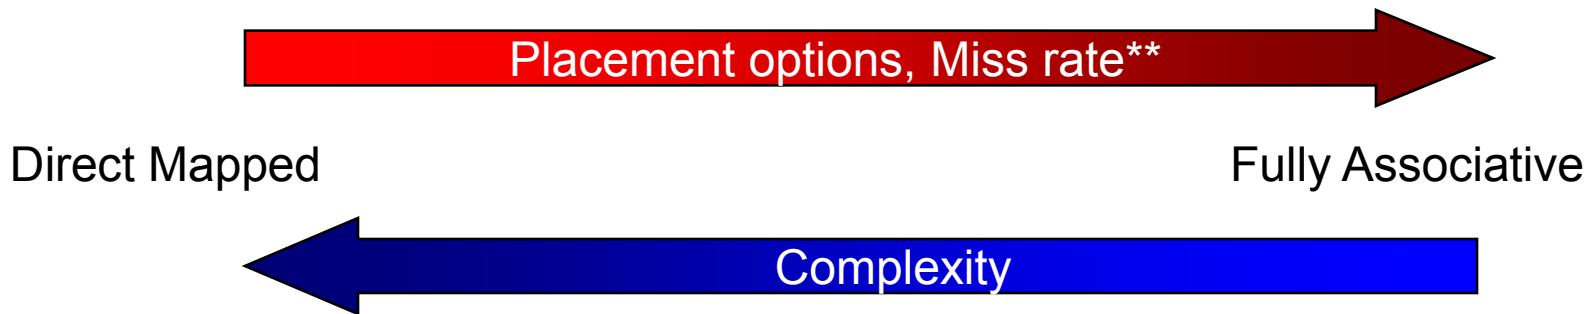 Placement options, Miss rate**
Direct Mapped
Fully Associative
Complexity